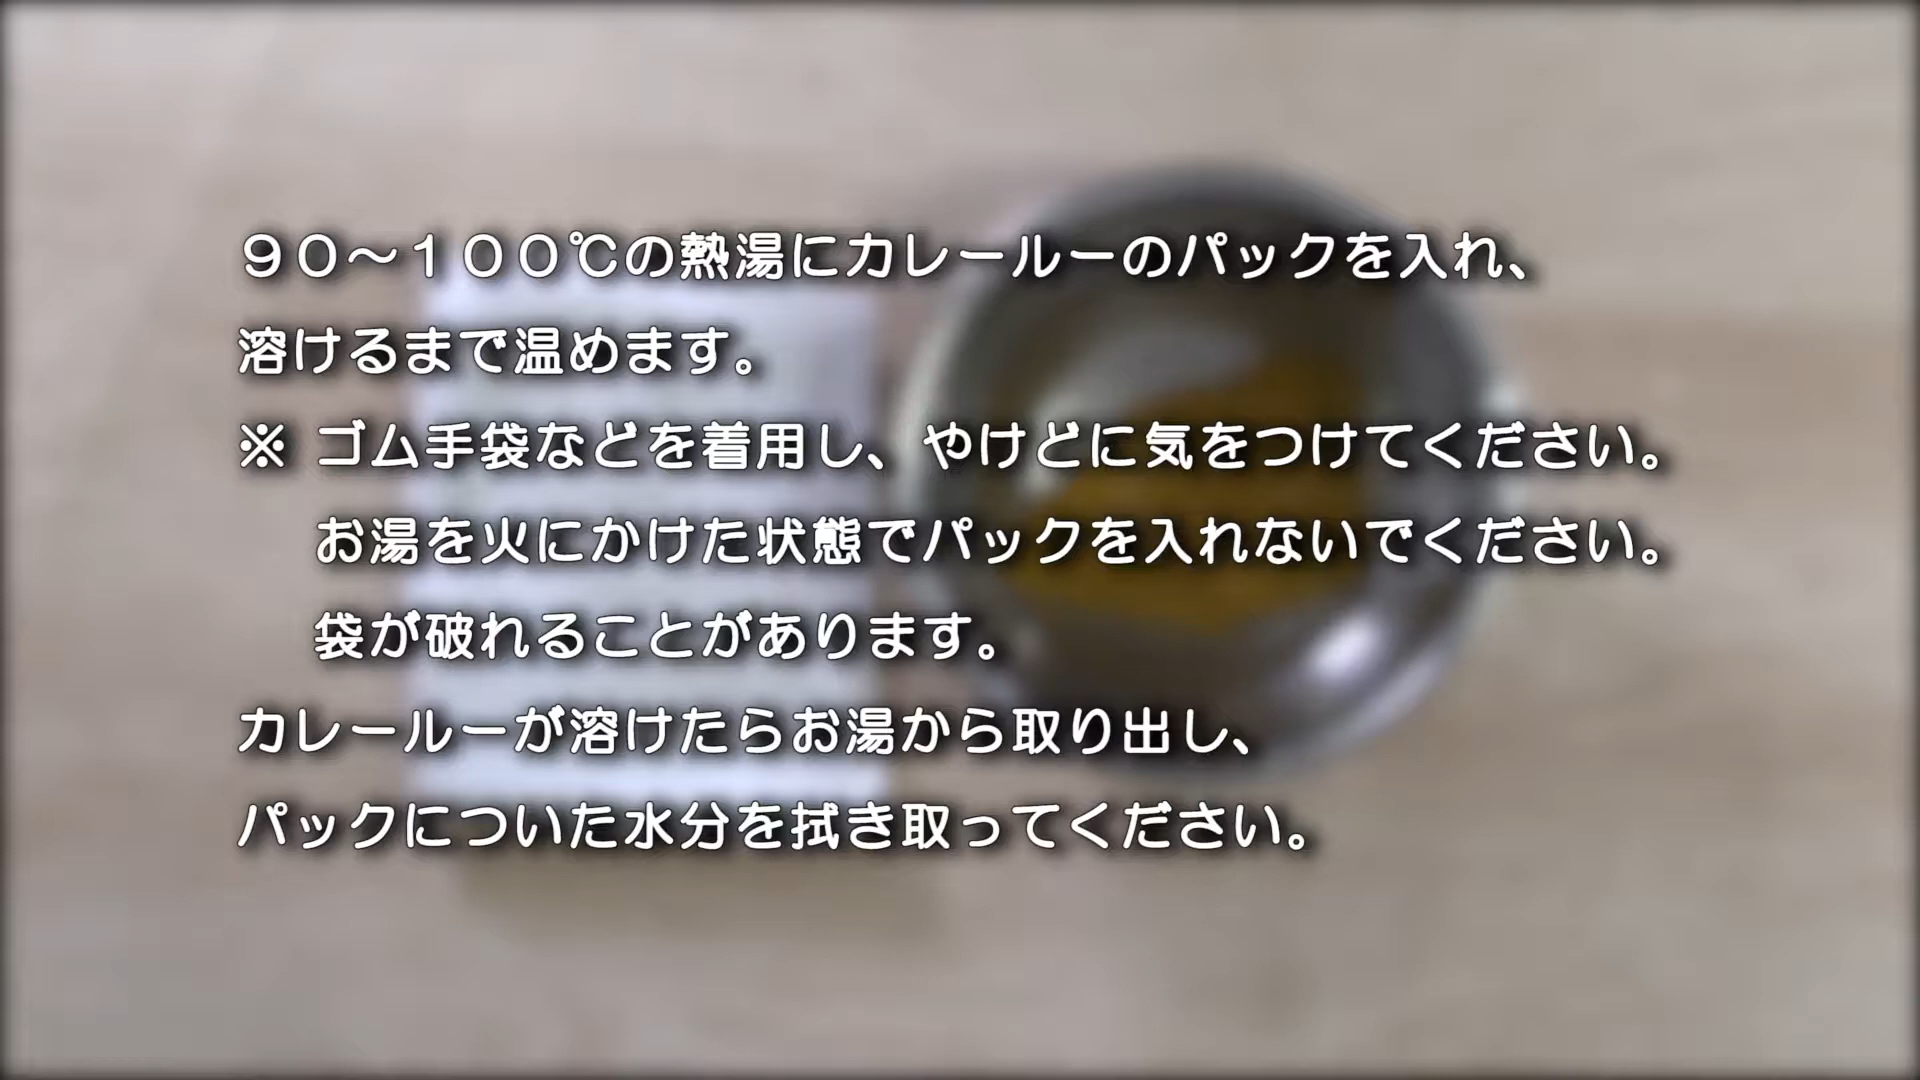 ９０～１００℃の熱湯にカレールーのパックを入れ、
溶けるまで温めます。
※ ゴム手袋などを着用し、やけどに気をつけてください。
お湯を火にかけた状態でパックを入れないでください。
袋が破れることがあります。
カレールーが溶けたらお湯から取り出し、
パックについた水分を拭き取ってください。